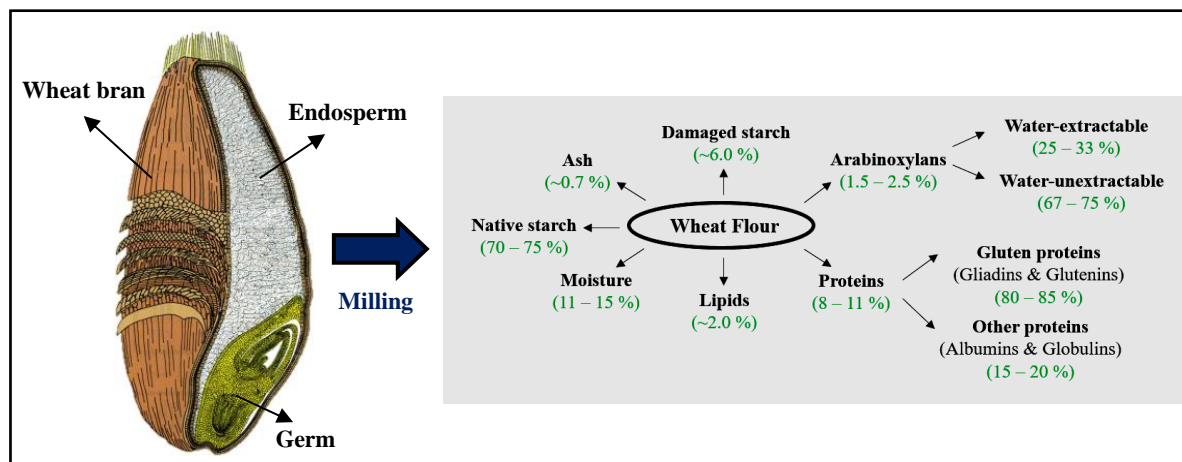 Wheat bran
Endosperm
Germ
Milling
Wheat Flour
Ash
(~0.7 %)
Damaged starch
(~6.0 %)
Arabinoxylans
(1.5 – 2.5 %)
Water-extractable
(25 – 33 %)
Water-unextractable
(67 – 75 %)
Native starch
(70 – 75 %)
Moisture
(11 – 15 %)
Lipids
(~2.0 %)
Proteins
(8 – 11 %)
Gluten proteins
(Gliadins & Glutenins)
(80 – 85 %)
Other proteins
(Albumins & Globulins)
(15 – 20 %)